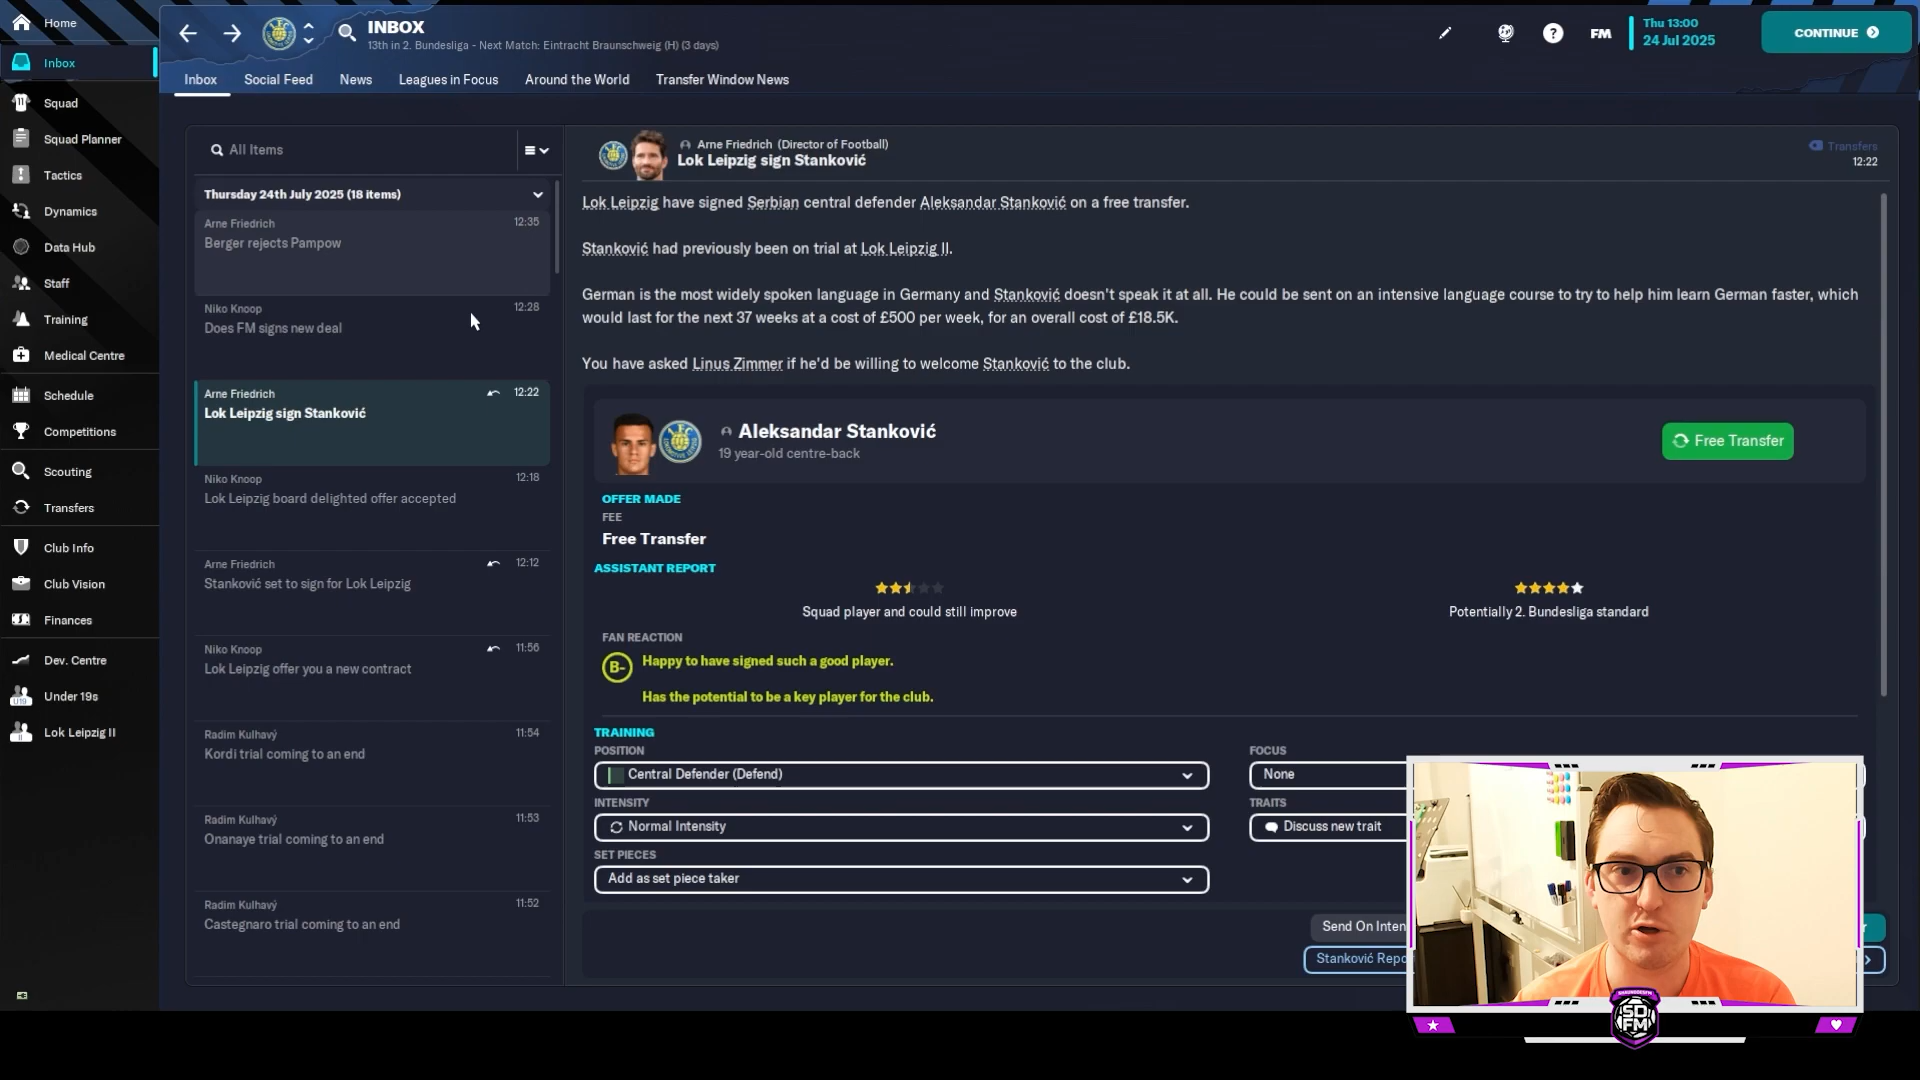 Home
Inbox
Squad
Squad Planner
Tactics
Dynamics
Data Hub
Staff
Training
Medical Centre
Schedule
Competitions
Scouting
Transfers
Club Info
Club Vision
Finances
Dev. Centre
Under 19s
Lok Leipzig II
INBOX
13th in 2. Bundesliga - Next Match: Eintracht Braunschweig (H) (3 days)
FM
Thu 13:00
24 Jul 2025
CONTINUE
Inbox
Social Feed
News
Leagues in Focus
Around the World
Transfer Window News
All Items
Thursday 24th July 2025 (18 items)
Arne Friedrich 12:35
Berger rejects Pampow
Niko Knoop 12:28
Does FM signs new deal
Arne Friedrich 12:22
Lok Leipzig sign Stanković
Niko Knoop 12:18
Lok Leipzig board delighted offer accepted
Arne Friedrich 12:12
Stanković set to sign for Lok Leipzig
Niko Knoop 11:56
Lok Leipzig offer you a new contract
Radim Kulhavý 11:54
Kordi trial coming to an end
Radim Kulhavý 11:53
Onanaye trial coming to an end
Radim Kulhavý 11:52
Castegnaro trial coming to an end
Arne Friedrich (Director of Football)
Lok Leipzig sign Stanković
Transfers
12:22
Lok Leipzig have signed Serbian central defender Aleksandar Stanković on a free transfer.
Stanković had previously been on trial at Lok Leipzig II.
German is the most widely spoken language in Germany and Stanković doesn't speak it at all. He could be sent on an intensive language course to try to help him learn German faster, which
would last for the next 37 weeks at a cost of £500 per week, for an overall cost of £18.5K.
You have asked Linus Zimmer if he'd be willing to welcome Stanković to the club.
Aleksandar Stanković
19 year-old centre-back
Free Transfer
OFFER MADE
FEE
Free Transfer
ASSISTANT REPORT
Squad player and could still improve
Potentially 2. Bundesliga standard
FAN REACTION
B-
Happy to have signed such a good player.
Has the potential to be a key player for the club.
TRAINING
POSITION
Central Defender (Defend)
FOCUS
None
INTENSITY
Normal Intensity
TRAITS
Discuss new trait
SET PIECES
Add as set piece taker
Send On Inten
Stanković Repo
SD
FM